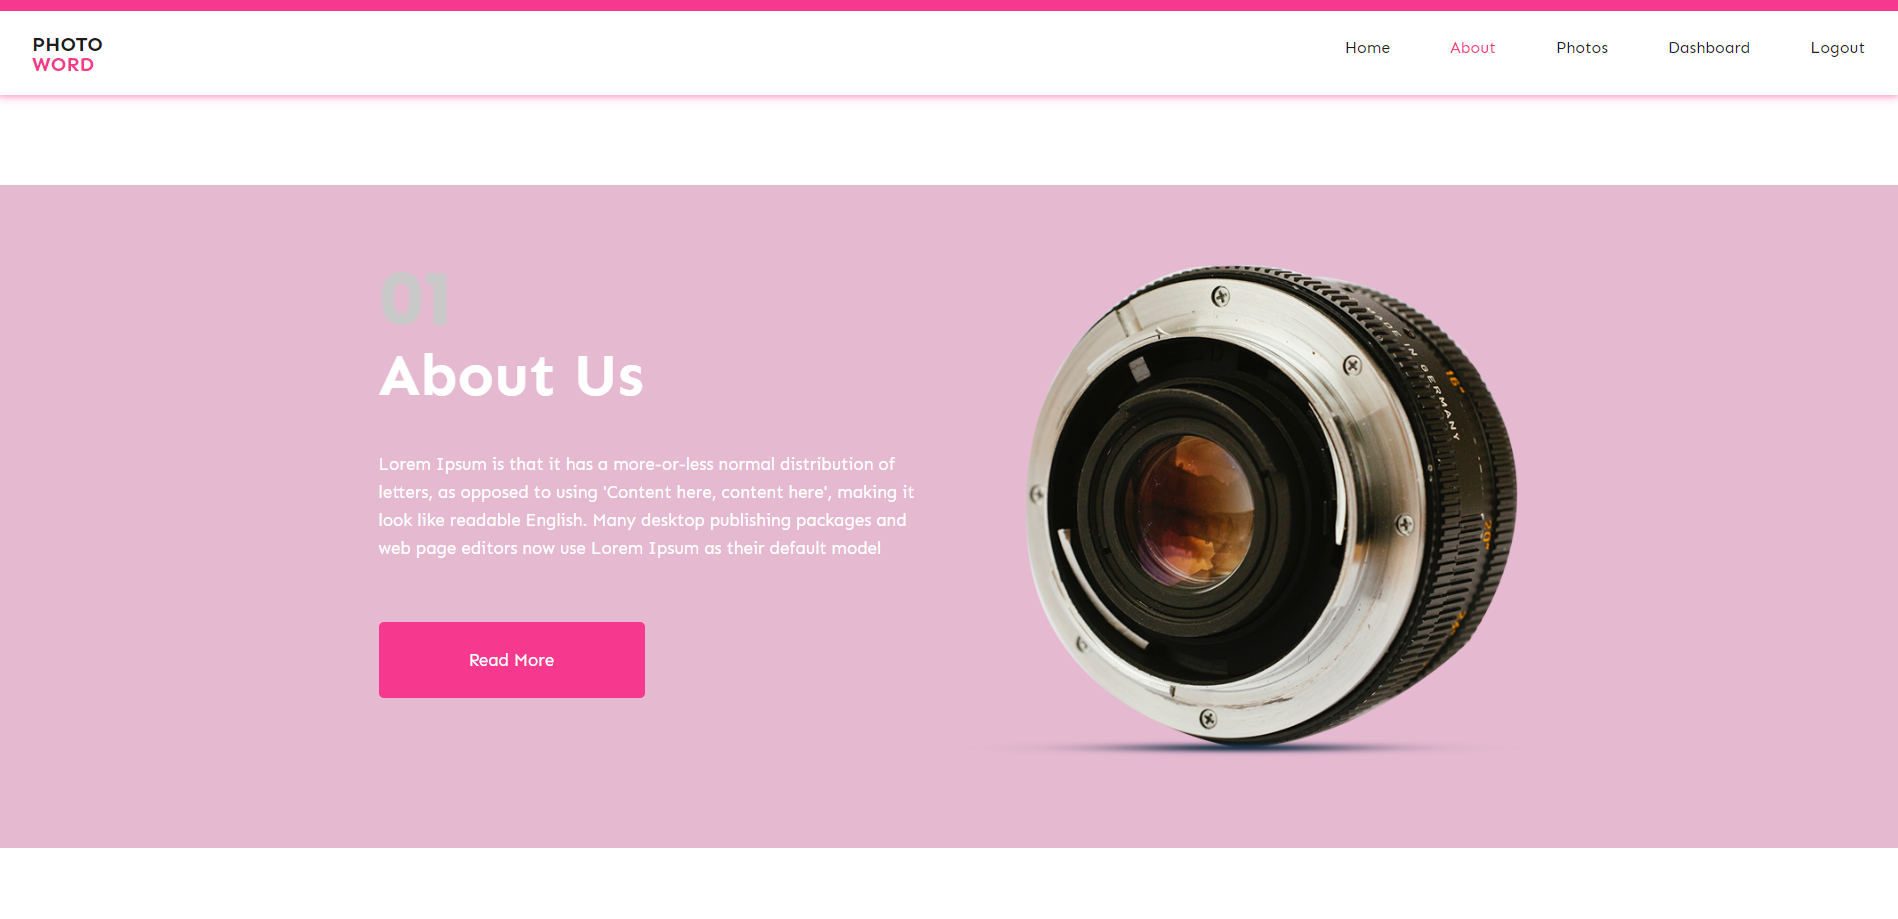 PHOTO
WORD
Home About Photos Dashboard Logout
01
About Us
Lorem Ipsum is that it has a more-or-less normal distribution of
letters, as opposed to using 'Content here, content here', making it
look like readable English. Many desktop publishing packages and
web page editors now use Lorem Ipsum as their default model
Read More
MADE IN GERMANY
16°
20°
24°